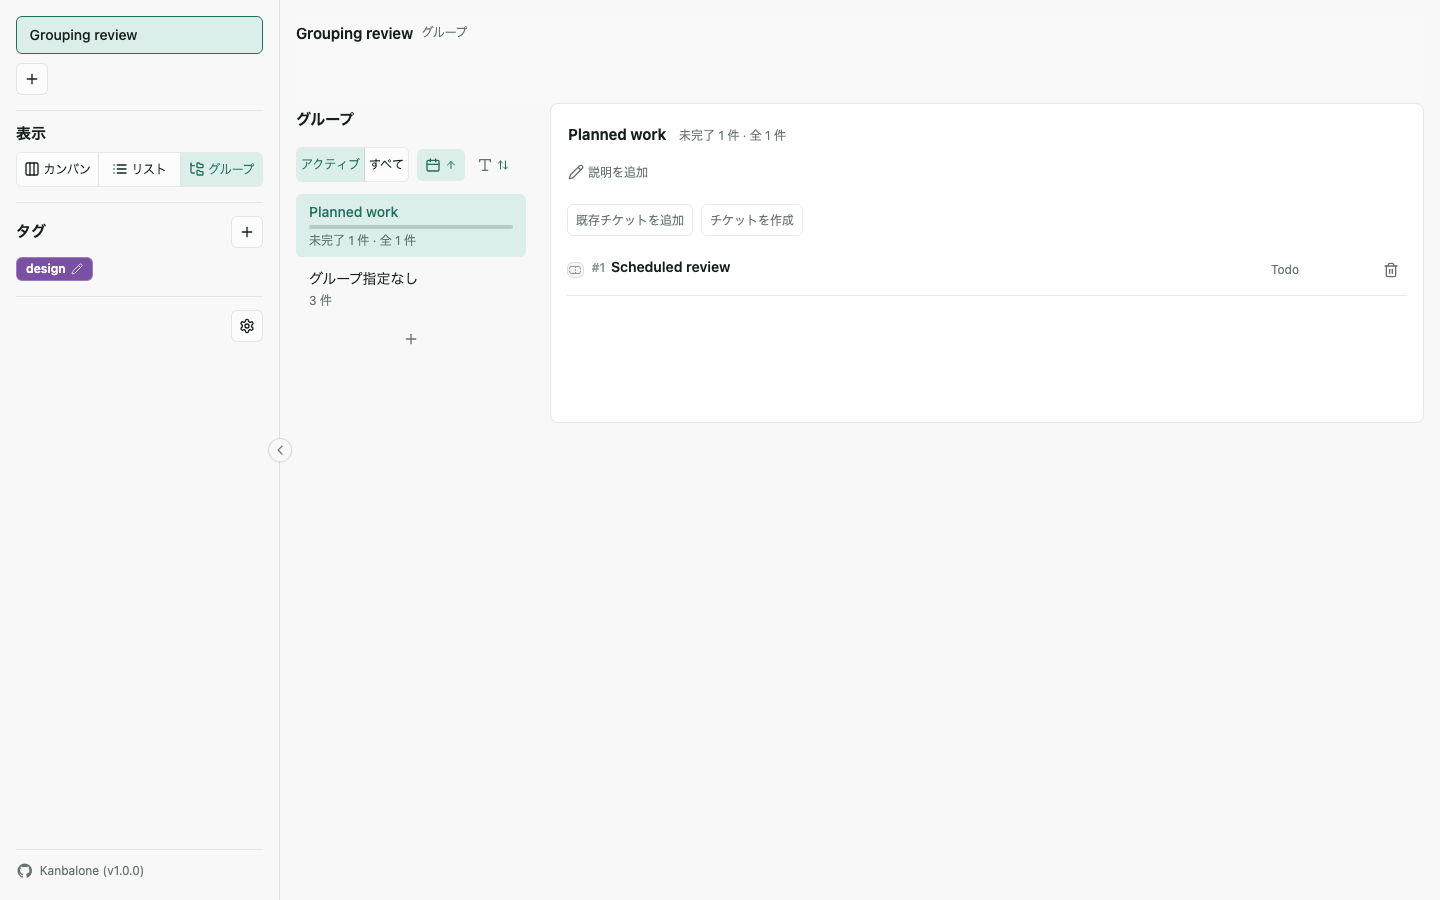 Grouping review
表示
カンバン リスト グループ
タグ
design
Kanbalone (v1.0.0)
Grouping review グループ
グループ
アクティブ すべて
Planned work
未完了 1 件 · 全 1 件
グループ指定なし
3 件
Planned work 未完了 1 件 · 全 1 件
説明を追加
既存チケットを追加 チケットを作成
#1 Scheduled review Todo